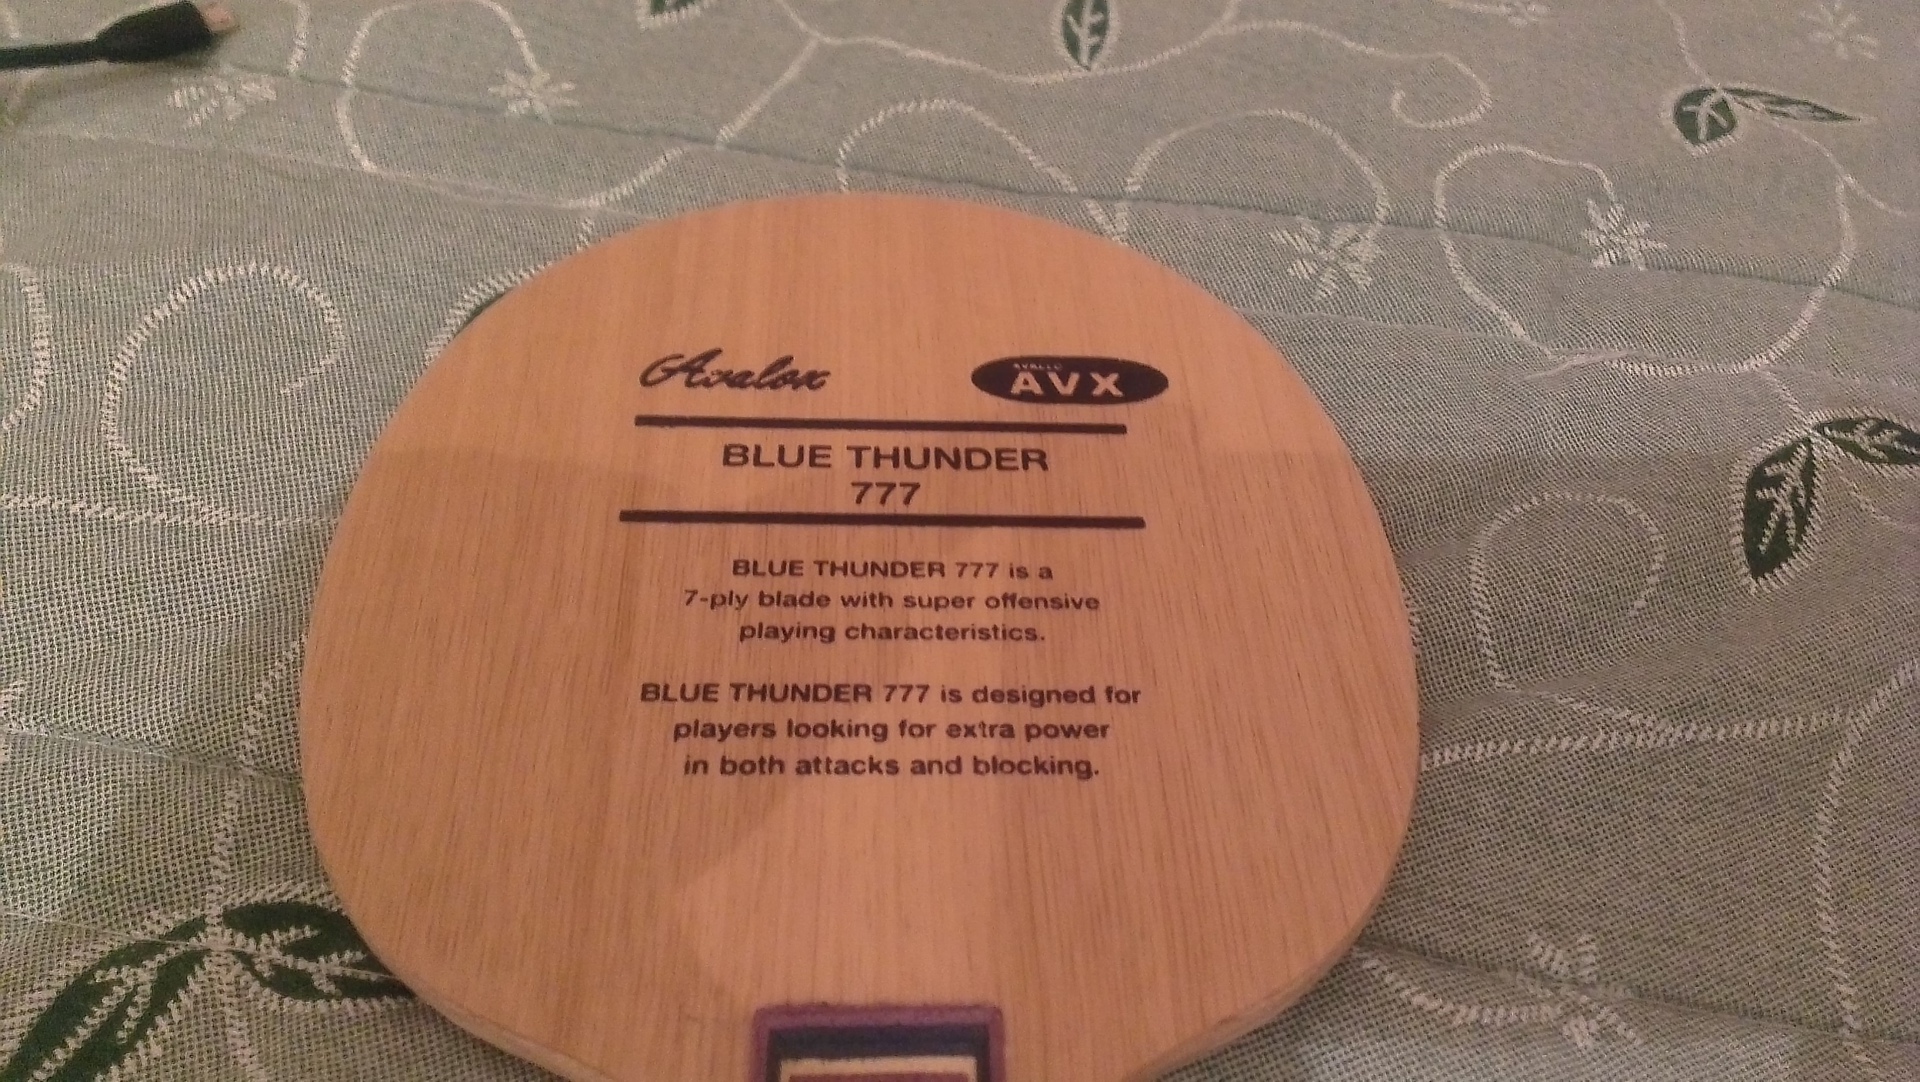 Avalox
AVX
BLUE THUNDER
777
BLUE THUNDER 777 is a
7-ply blade with super offensive
playing characteristics.
BLUE THUNDER 777 is designed for
players looking for extra power
in both attacks and blocking.